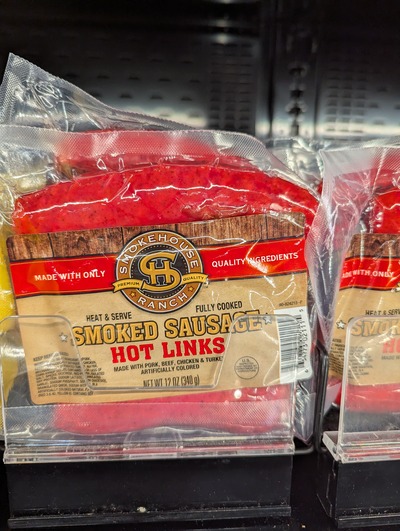 SMOKEHOUSE
MADE WITH ONLY
SH
QUALITY INGREDIENTS
PREMIUM
QUALITY
RANCH
HEAT & SERVE
FULLY COOKED
SMOKED SAUSAGE
HOT LINKS
MADE WITH PORK, BEEF, CHICKEN & TURKEY
ARTIFICIALLY COLORED
NET WT 12 OZ (340 g)
MADE WITH ONLY